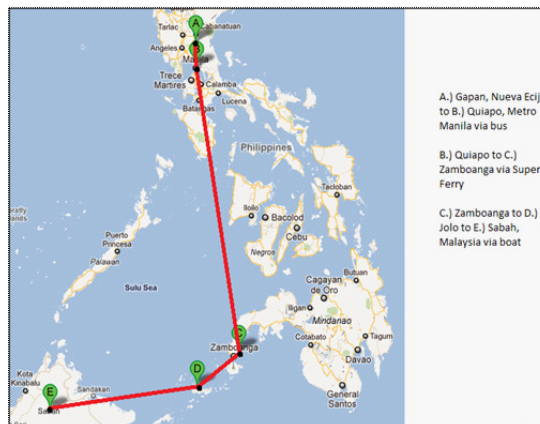 A
Cabanatuan
Tarlac
Angeles
B
Manila
Trece
Martires
Calamba
Lucena
Batangas
Philippines
Tacloban
Iloilo
Bacolod
Cebu
Negros
Puerto
Princesa
Palawan
Sulu Sea
Butuan
Cagayan
de Oro
Iligan
Mindanao
C
Zamboanga
Cotabato
Tagum
Davao
General
Santos
D
Kota
Kinabalu
Sandakan
E
Sabah
A.) Gapan, Nueva Ecij
to B.) Quiapo, Metro
Manila via bus
B.) Quiapo to C.)
Zamboanga via Super
Ferry
C.) Zamboanga to D.)
Jolo to E.) Sabah,
Malaysia via boat